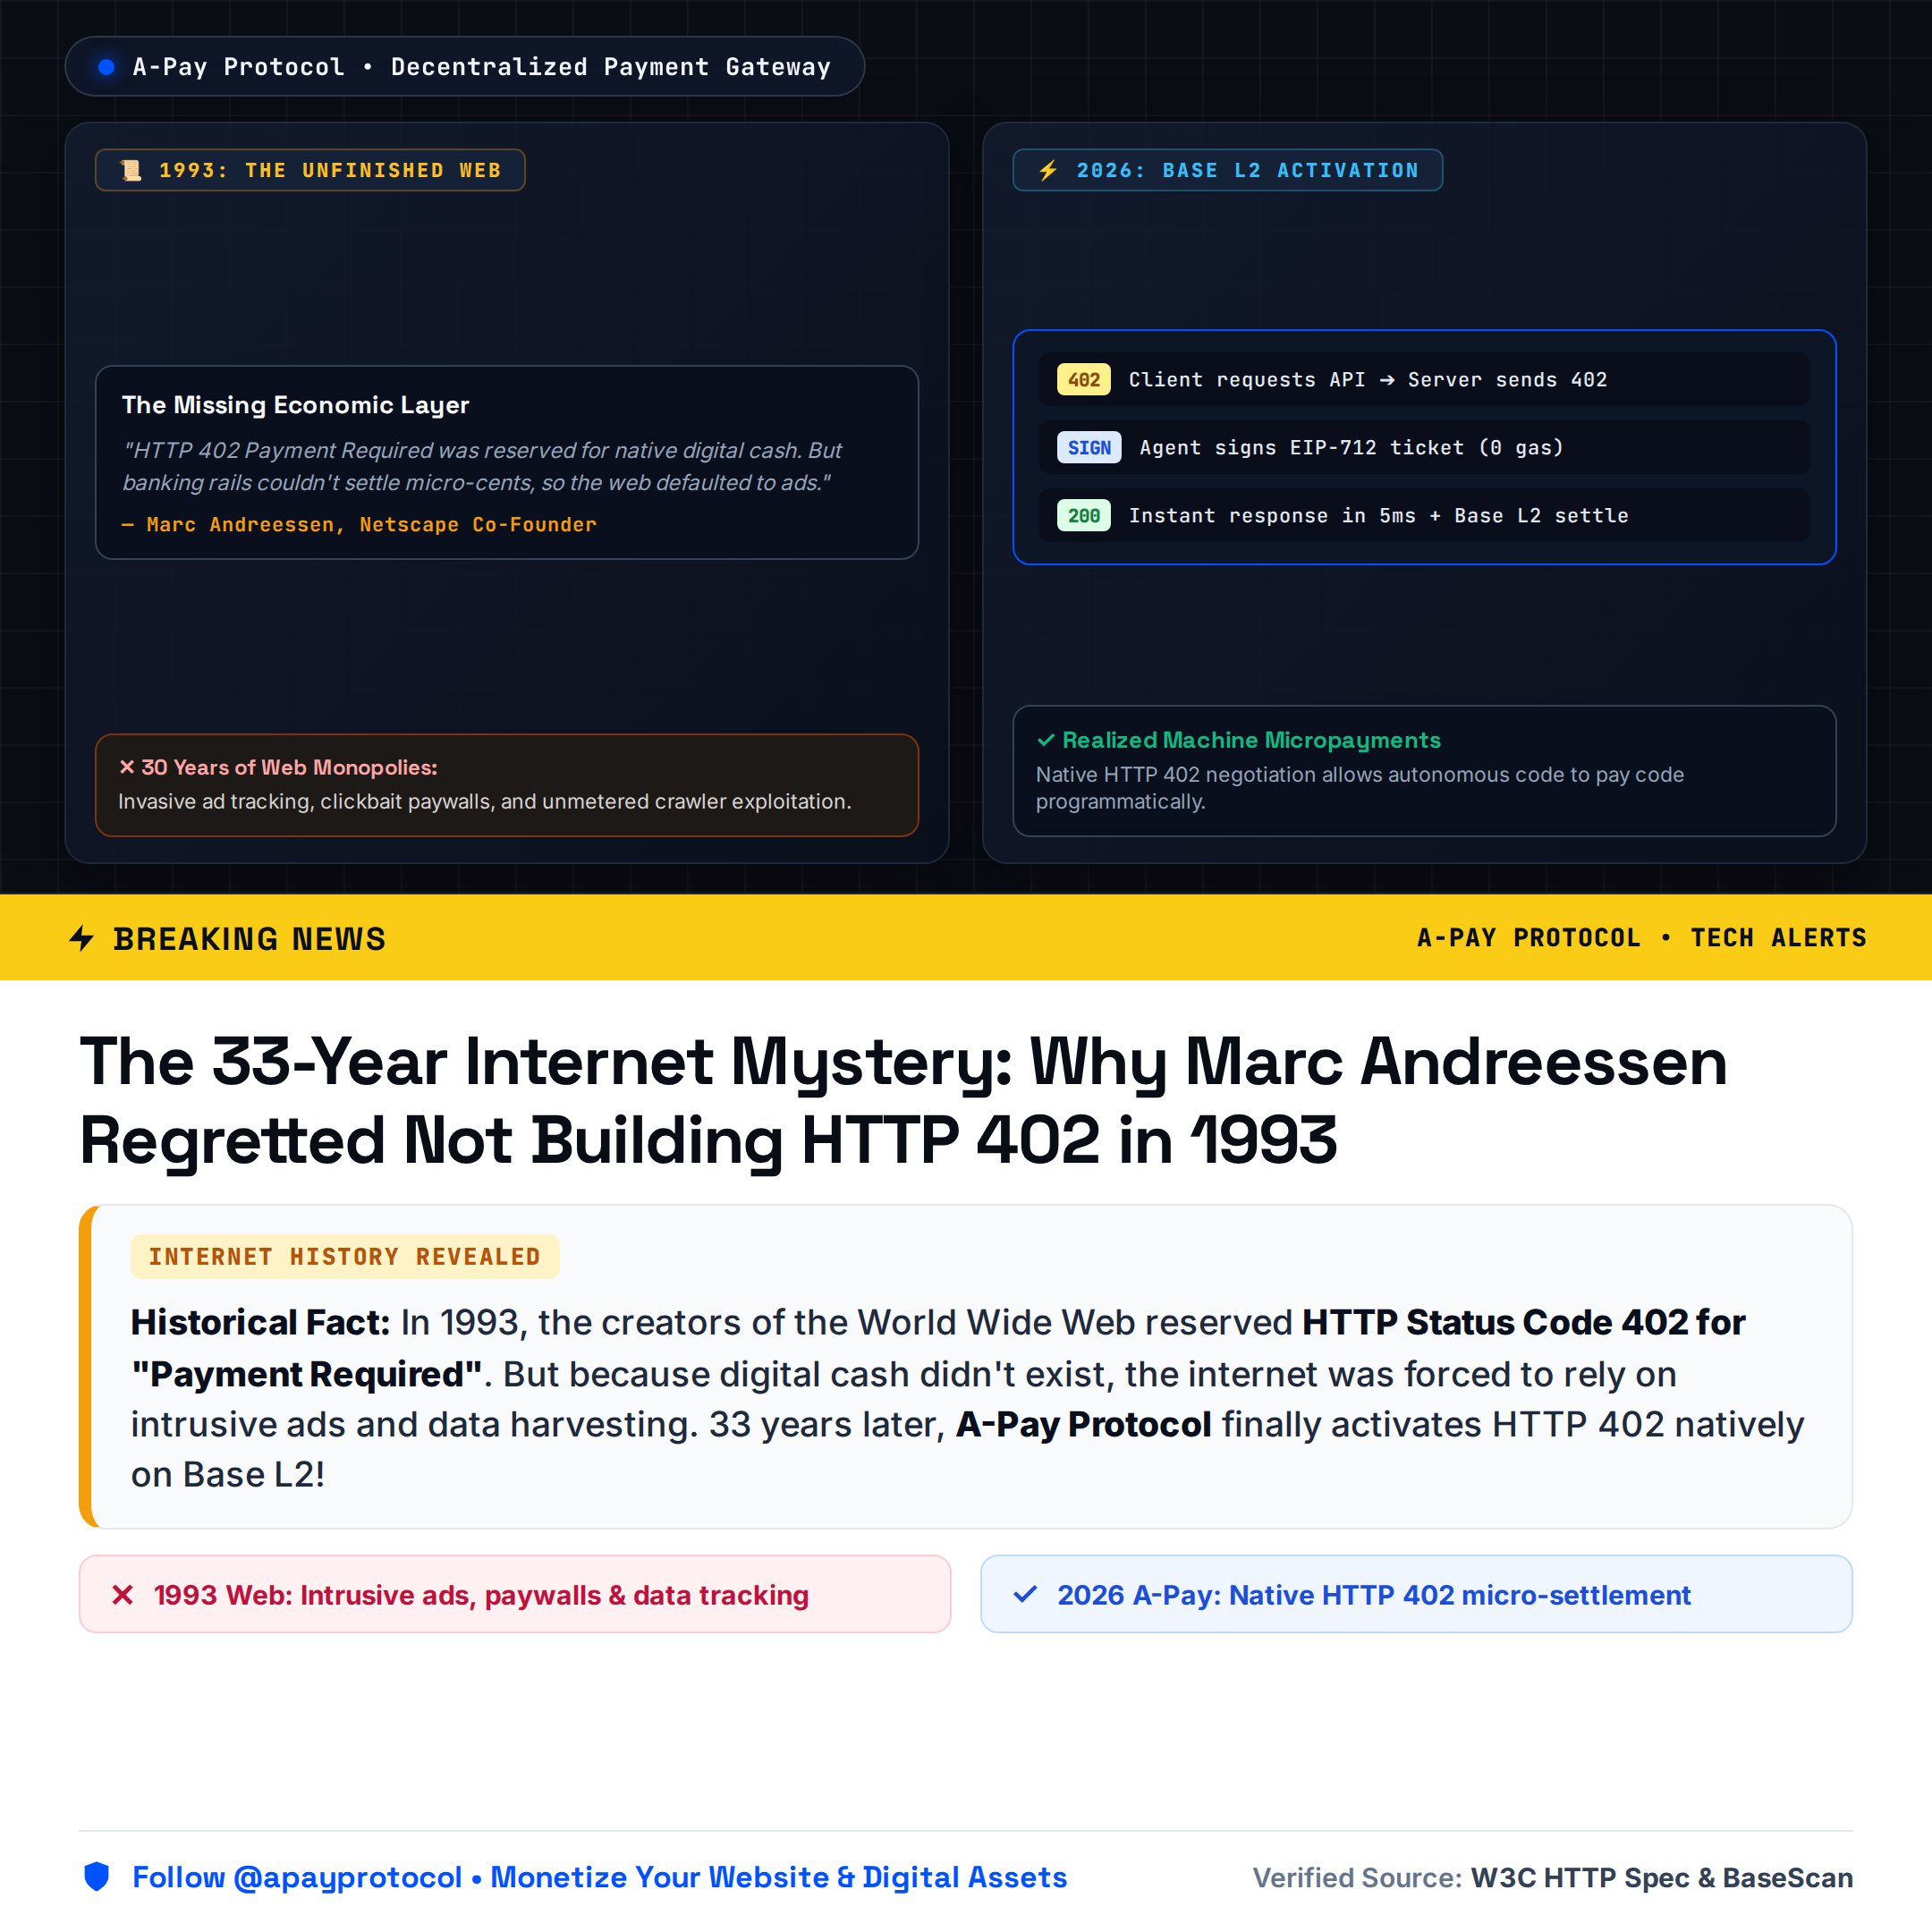 A-Pay Protocol • Decentralized Payment Gateway
📜 1993: THE UNFINISHED WEB
The Missing Economic Layer
"HTTP 402 Payment Required was reserved for native digital cash. But
banking rails couldn't settle micro-cents, so the web defaulted to ads."
— Marc Andreessen, Netscape Co-Founder
✕ 30 Years of Web Monopolies:
Invasive ad tracking, clickbait paywalls, and unmetered crawler exploitation.
⚡ 2026: BASE L2 ACTIVATION
402 Client requests API ➔ Server sends 402
SIGN Agent signs EIP-712 ticket (0 gas)
200 Instant response in 5ms + Base L2 settle
✓ Realized Machine Micropayments
Native HTTP 402 negotiation allows autonomous code to pay code
programmatically.
BREAKING NEWS
A-PAY PROTOCOL • TECH ALERTS
The 33-Year Internet Mystery: Why Marc Andreessen
Regretted Not Building HTTP 402 in 1993
INTERNET HISTORY REVEALED
Historical Fact: In 1993, the creators of the World Wide Web reserved HTTP Status Code 402 for
"Payment Required". But because digital cash didn't exist, the internet was forced to rely on
intrusive ads and data harvesting. 33 years later, A-Pay Protocol finally activates HTTP 402 natively
on Base L2!
✕ 1993 Web: Intrusive ads, paywalls & data tracking
✓ 2026 A-Pay: Native HTTP 402 micro-settlement
Follow @apayprotocol • Monetize Your Website & Digital Assets
Verified Source: W3C HTTP Spec & BaseScan